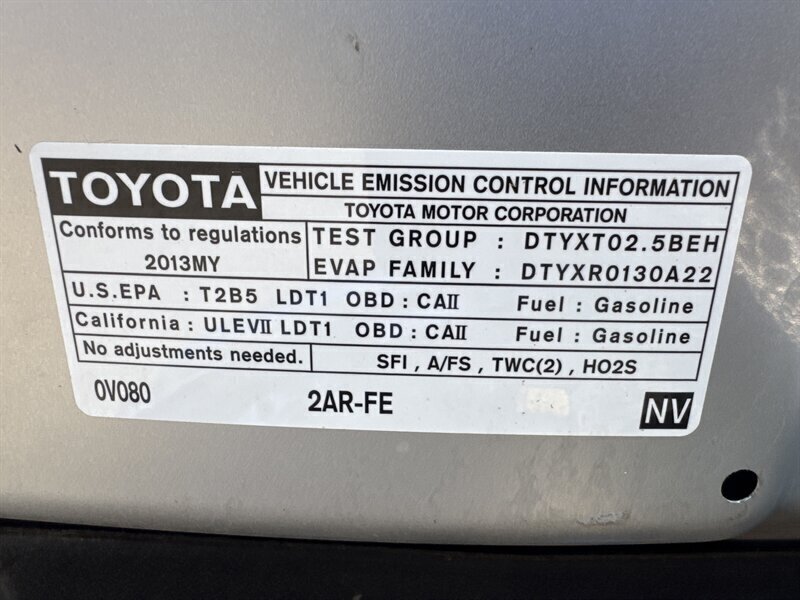 TOYOTA
VEHICLE EMISSION CONTROL INFORMATION
TOYOTA MOTOR CORPORATION
Conforms to regulations
2013MY
TEST GROUP : DTYXT02.5BEH
EVAP FAMILY : DTYXR0130A22
U.S.EPA : T2B5 LDT1 OBD : CAⅡ Fuel : Gasoline
California : ULEVⅡ LDT1 OBD : CAⅡ Fuel : Gasoline
No adjustments needed.
SFI , A/FS , TWC(2) , HO2S
0V080
2AR-FE
NV